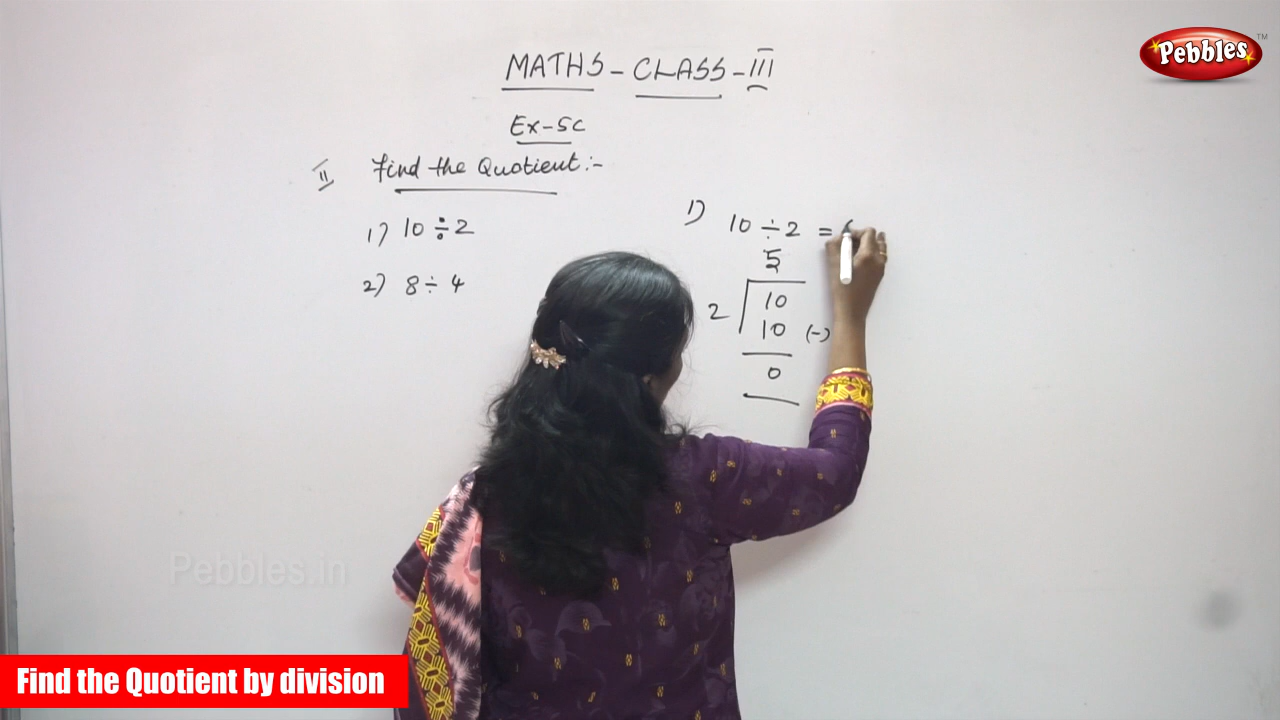 Pebbles TM
MATHS - CLASS - III
Ex-5C
II Find the Quotient:-
1) 10 ÷ 2
2) 8 ÷ 4
1) 10 ÷ 2 =
5
2 10
10 (-)
0
Pebbles.in
Find the Quotient by division